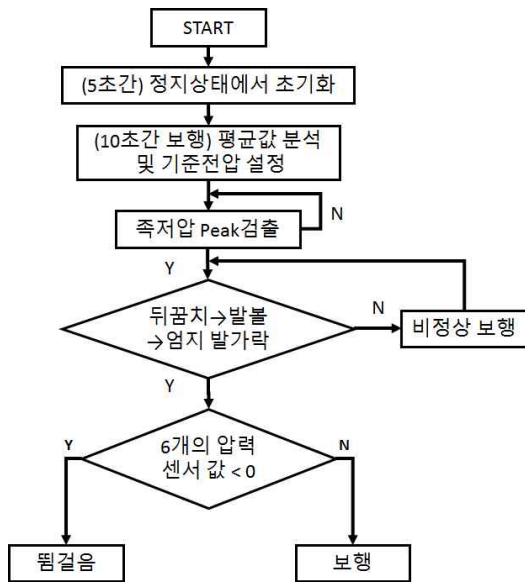 START
(5초간) 정지상태에서 초기화
(10초간 보행) 평균값 분석
및 기준전압 설정
족저압 Peak검출
N
Y
뒤꿈치→발볼
→엄지 발가락
N
비정상 보행
Y
6개의 압력
센서 값 < 0
Y
N
뜀걸음
보행